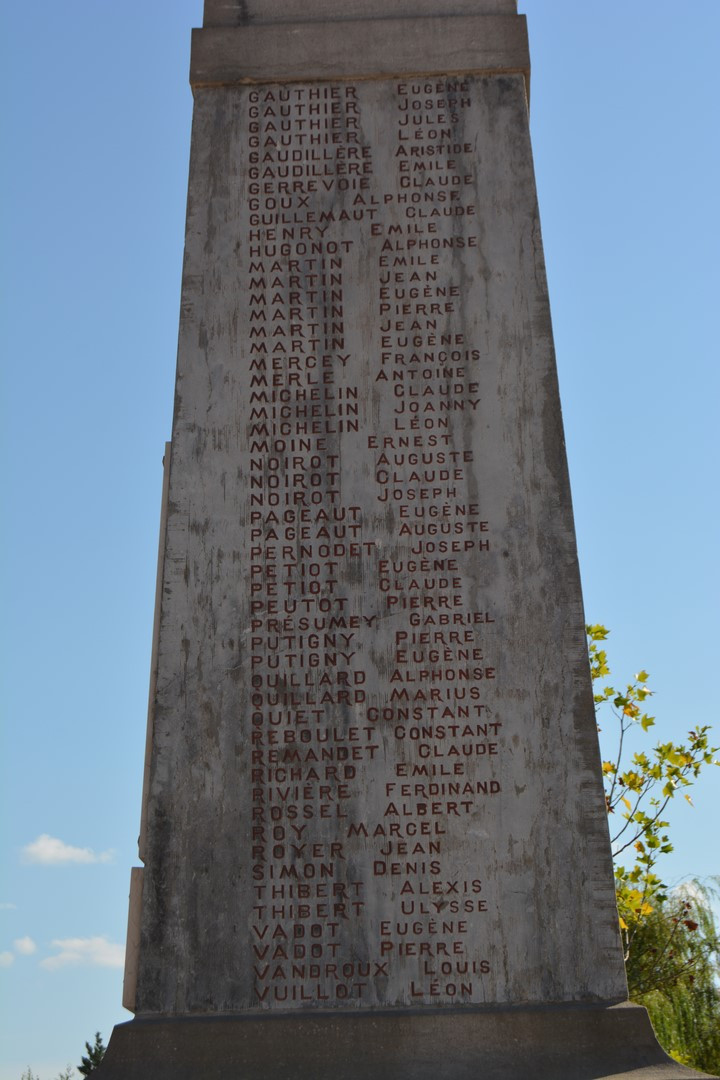 GAUTHIER EUGÈNE
GAUTHIER JOSEPH
GAUTHIER JULES
GAUTHIER LÉON
GAUDILLÈRE ARISTIDE
GAUDILLÈRE EMILE
GERREVOIE CLAUDE
GOUX ALPHONSE
GUILLEMAUT CLAUDE
HENRY EMILE
HUGONOT ALPHONSE
MARTIN EMILE
MARTIN JEAN
MARTIN EUGÈNE
MARTIN PIERRE
MARTIN JEAN
MARTIN EUGÈNE
MERCEY FRANÇOIS
MERLE ANTOINE
MICHELIN CLAUDE
MICHELIN JOANNY
MICHELIN LÉON
MOINE ERNEST
NOIROT AUGUSTE
NOIROT CLAUDE
NOIROT JOSEPH
PAGEAUT EUGÈNE
PAGEAUT AUGUSTE
PERNODET JOSEPH
PETIOT EUGÈNE
PETIOT CLAUDE
PEUTOT PIERRE
PRÉSUMEY GABRIEL
PUTIGNY PIERRE
PUTIGNY EUGÈNE
QUILLARD ALPHONSE
QUILLARD MARIUS
QUIET CONSTANT
REBOULET CONSTANT
REMANDET CLAUDE
RICHARD EMILE
RIVIÈRE FERDINAND
ROSSEL ALBERT
ROY MARCEL
ROYER JEAN
SIMON DENIS
THIBERT ALEXIS
THIBERT ULYSSE
VADOT EUGÈNE
VADOT PIERRE
VANDROUX LOUIS
VUILLOT LÉON